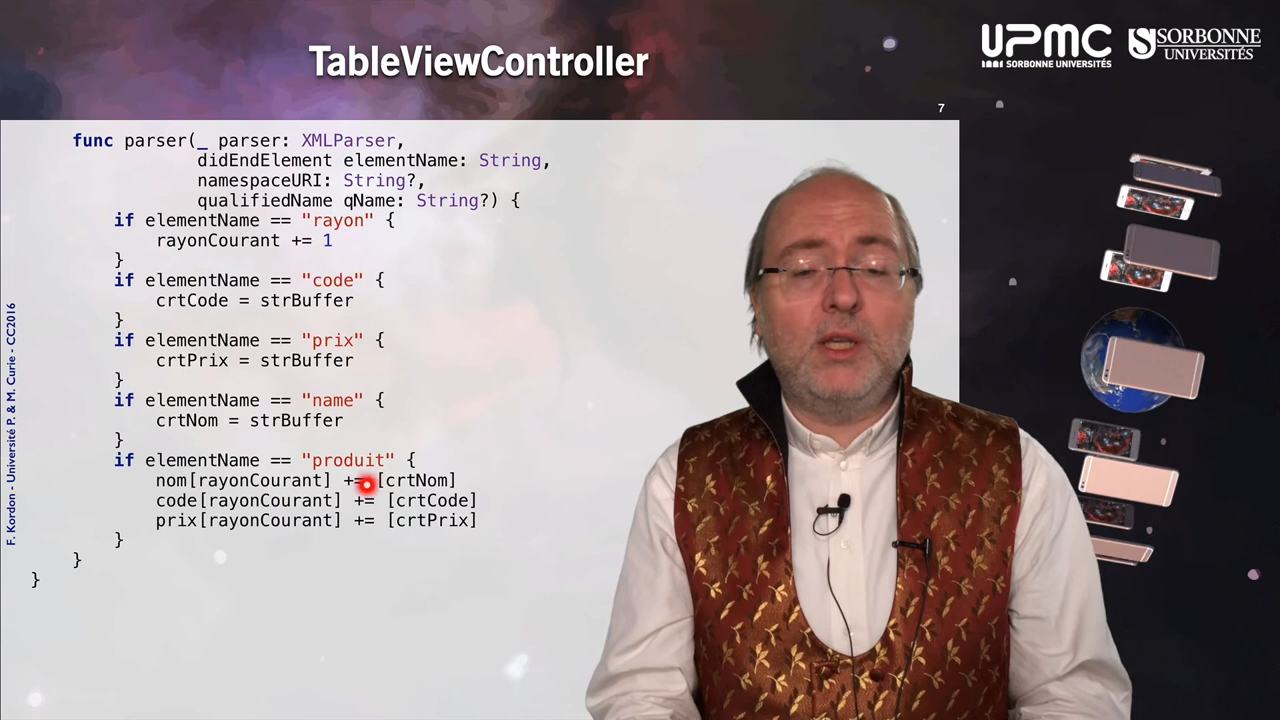 TableViewController
UPMC
SORBONNE UNIVERSITÉS
SORBONNE
UNIVERSITÉS
7
func parser(_ parser: XMLParser,
didEndElement elementName: String,
namespaceURI: String?,
qualifiedName qName: String?) {
if elementName == "rayon" {
rayonCourant += 1
}
if elementName == "code" {
crtCode = strBuffer
}
if elementName == "prix" {
crtPrix = strBuffer
}
if elementName == "name" {
crtNom = strBuffer
}
if elementName == "produit" {
nom[rayonCourant] += [crtNom]
code[rayonCourant] += [crtCode]
prix[rayonCourant] += [crtPrix]
}
}
}
F. Kordon - Université P. & M. Curie - CC2016